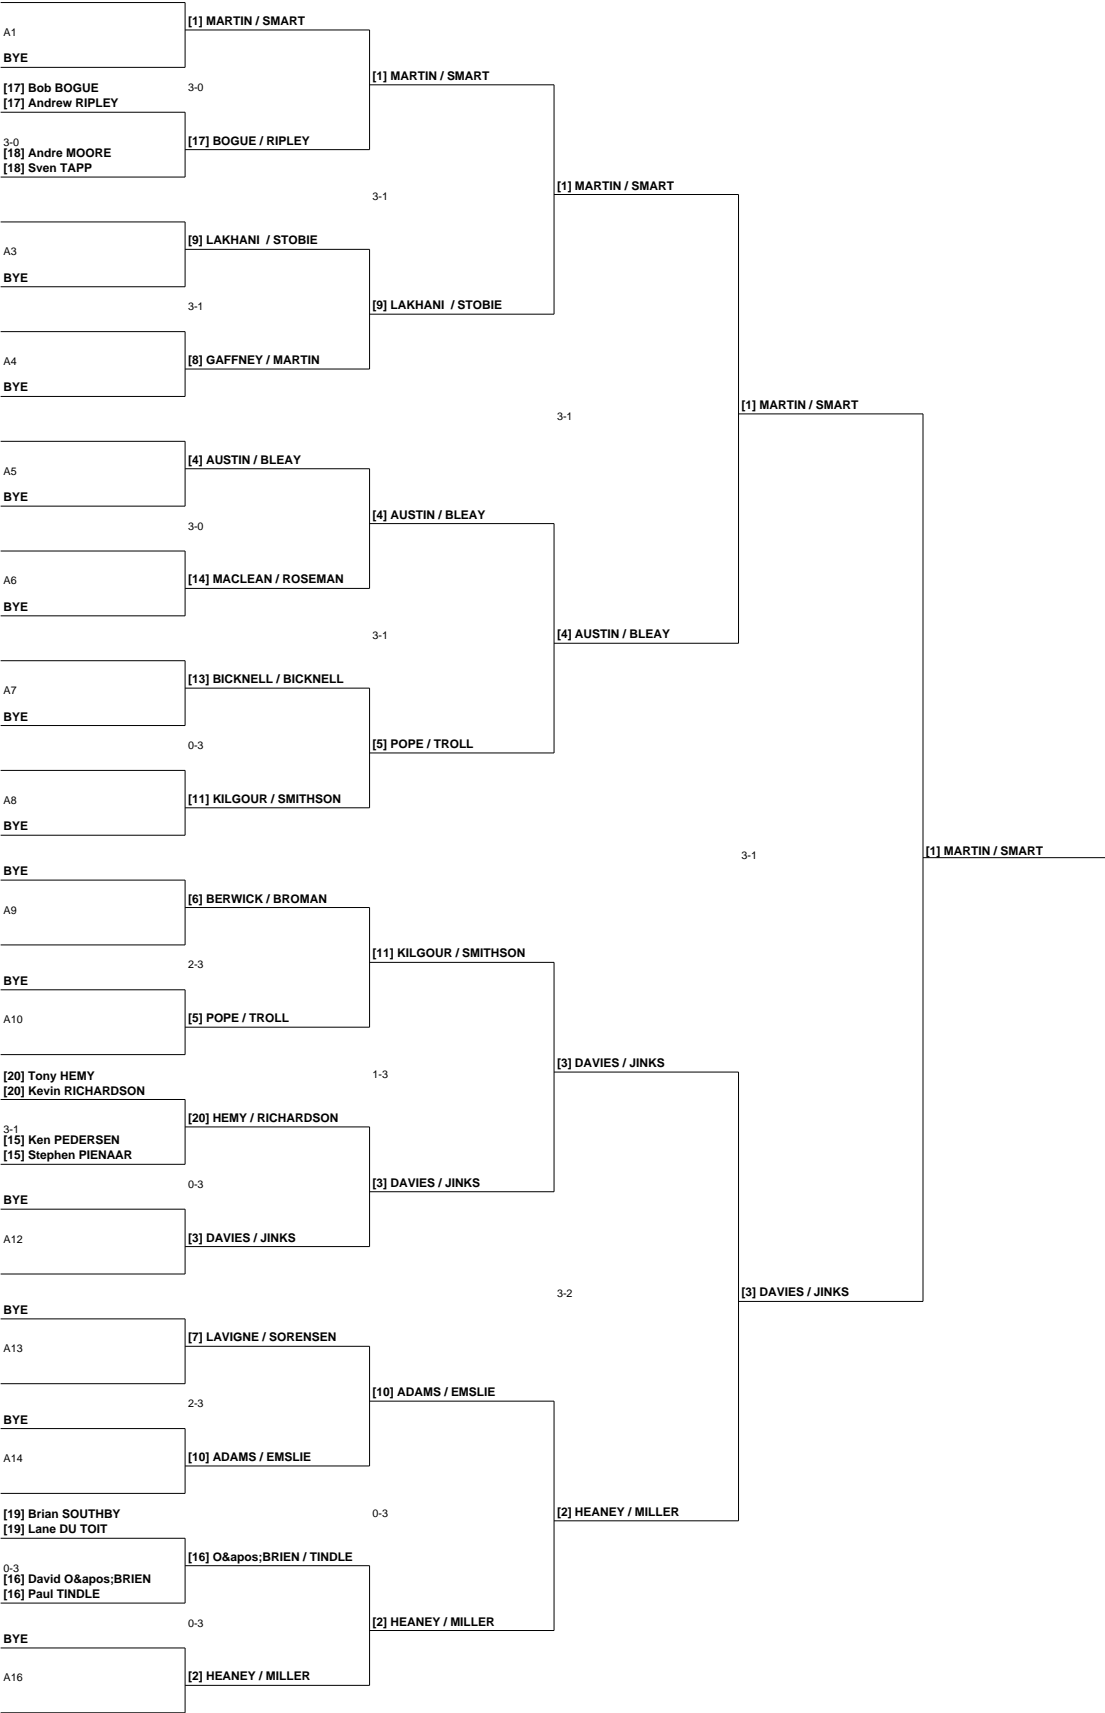 [1] MARTIN / SMART
A1
BYE
[1] MARTIN / SMART
[17] Bob BOGUE
3-0
[17] Andrew RIPLEY
3-0
[17] BOGUE / RIPLEY
[18] Andre MOORE
[18] Sven TAPP
[1] MARTIN / SMART
3-1
[9] LAKHANI / STOBIE
A3
BYE
3-1
[9] LAKHANI / STOBIE
A4
[8] GAFFNEY / MARTIN
BYE
[1] MARTIN / SMART
3-1
[4] AUSTIN / BLEAY
A5
BYE
[4] AUSTIN / BLEAY
3-0
A6
[14] MACLEAN / ROSEMAN
BYE
3-1
[4] AUSTIN / BLEAY
[13] BICKNELL / BICKNELL
A7
BYE
0-3
[5] POPE / TROLL
A8
[11] KILGOUR / SMITHSON
BYE
3-1
[1] MARTIN / SMART
BYE
[6] BERWICK / BROMAN
A9
[11] KILGOUR / SMITHSON
2-3
BYE
A10
[5] POPE / TROLL
[3] DAVIES / JINKS
[20] Tony HEMY
1-3
[20] Kevin RICHARDSON
[20] HEMY / RICHARDSON
3-1
[15] Ken PEDERSEN
[15] Stephen PIENAAR
0-3
[3] DAVIES / JINKS
BYE
A12
[3] DAVIES / JINKS
3-2
[3] DAVIES / JINKS
BYE
[7] LAVIGNE / SORENSEN
A13
[10] ADAMS / EMSLIE
2-3
BYE
A14
[10] ADAMS / EMSLIE
[19] Brian SOUTHBY
0-3
[2] HEANEY / MILLER
[19] Lane DU TOIT
[16] O&apos;BRIEN / TINDLE
0-3
[16] David O&apos;BRIEN
[16] Paul TINDLE
0-3
[2] HEANEY / MILLER
BYE
A16
[2] HEANEY / MILLER